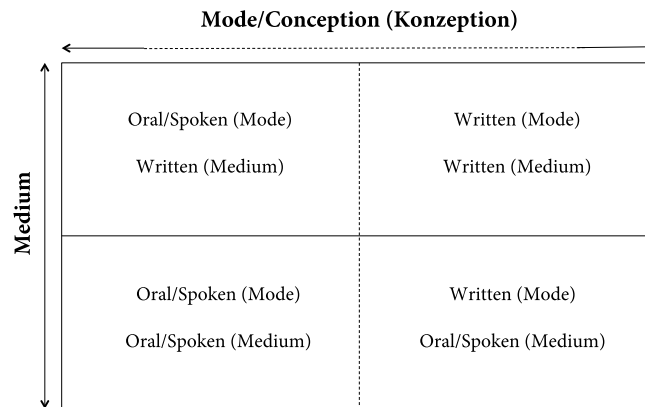 Mode/Conception (Konzeption)
Medium
Oral/Spoken (Mode)
Written (Medium)
Written (Mode)
Written (Medium)
Oral/Spoken (Mode)
Oral/Spoken (Medium)
Written (Mode)
Oral/Spoken (Medium)